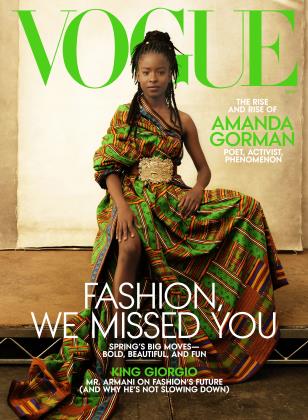 VOGUE
THE RISE
AND RISE OF
AMANDA
GORMAN
POET, ACTIVIST,
PHENOMENON
FASHION,
WE MISSED YOU
SPRING'S BIG MOVES—
BOLD, BEAUTIFUL, AND FUN
KING GIORGIO
MR. ARMANI ON FASHION'S FUTURE
(AND WHY HE'S NOT SLOWING DOWN)